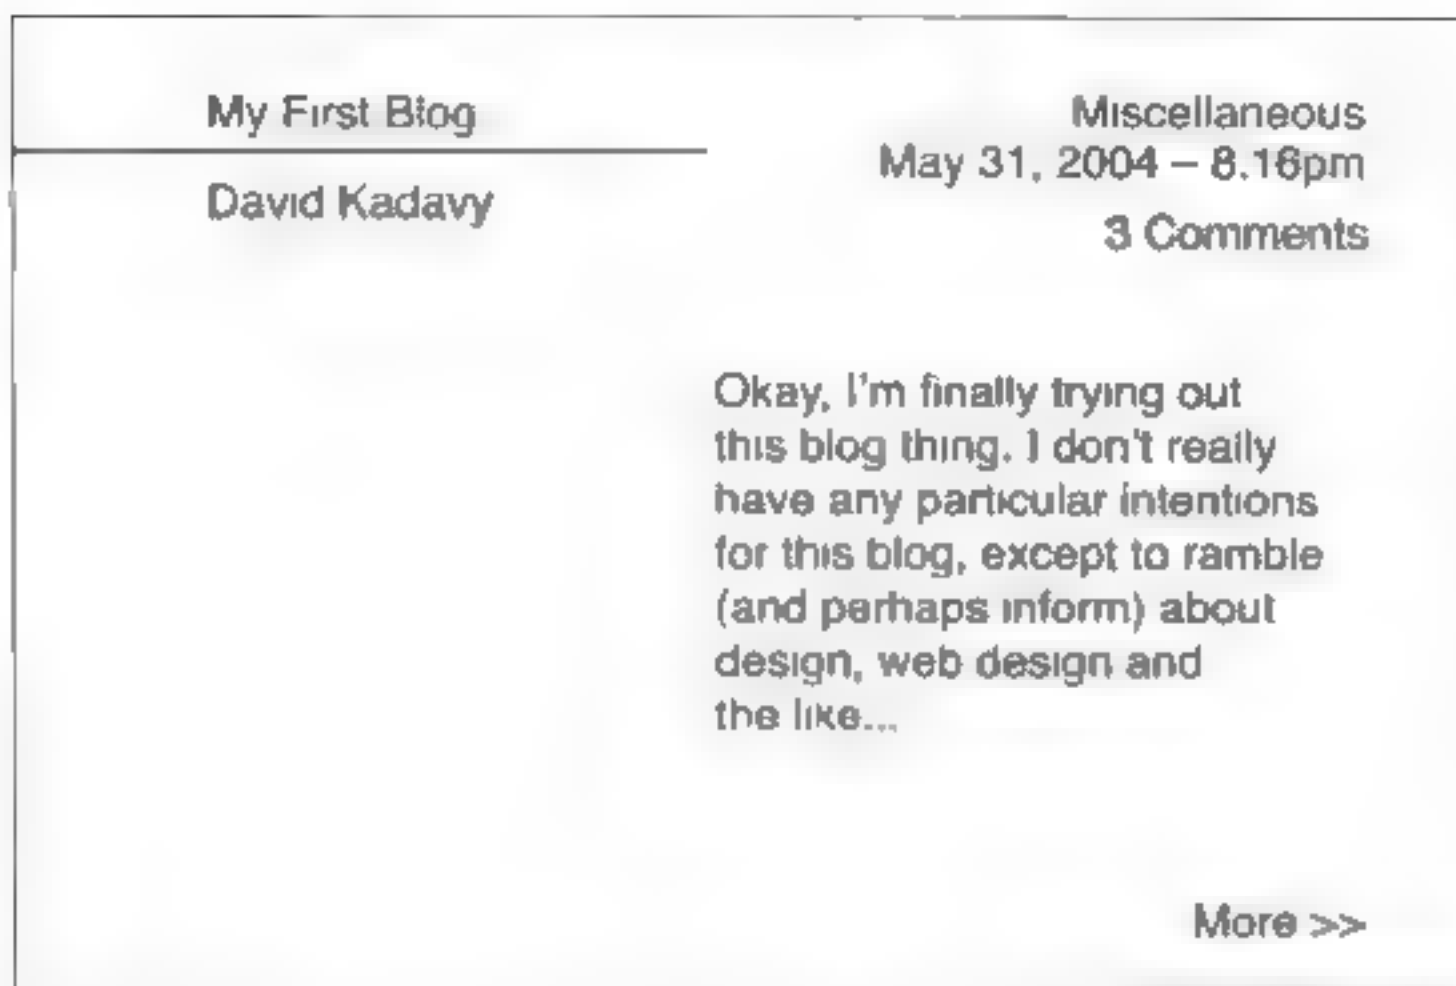 My First Blog
David Kadavy
Miscellaneous
May 31, 2004 – 8.16pm
3 Comments
Okay, I'm finally trying out
this blog thing. I don't really
have any particular intentions
for this blog, except to ramble
(and perhaps inform) about
design, web design and
the like...
More >>